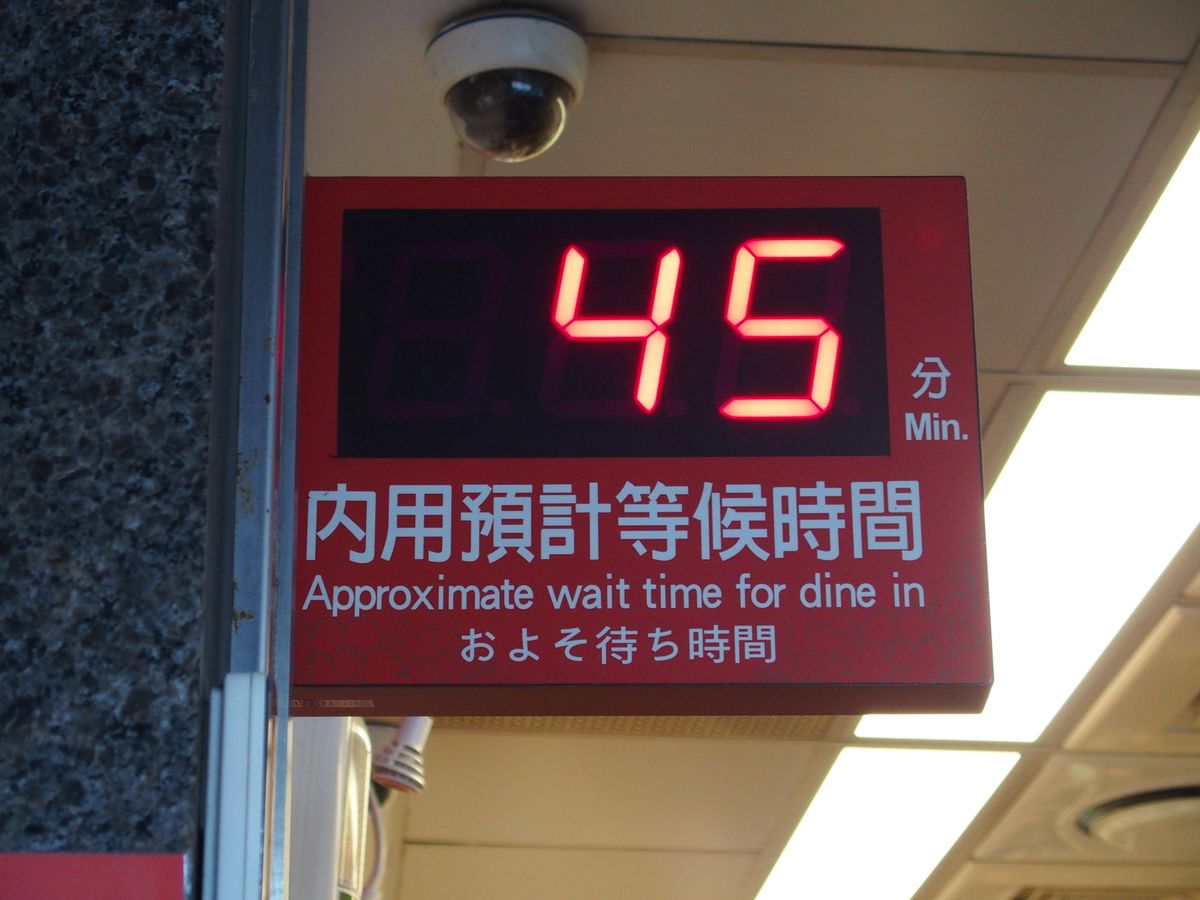 45
分
Min.
内用預計等候時間
Approximate wait time for dine in
およそ待ち時間